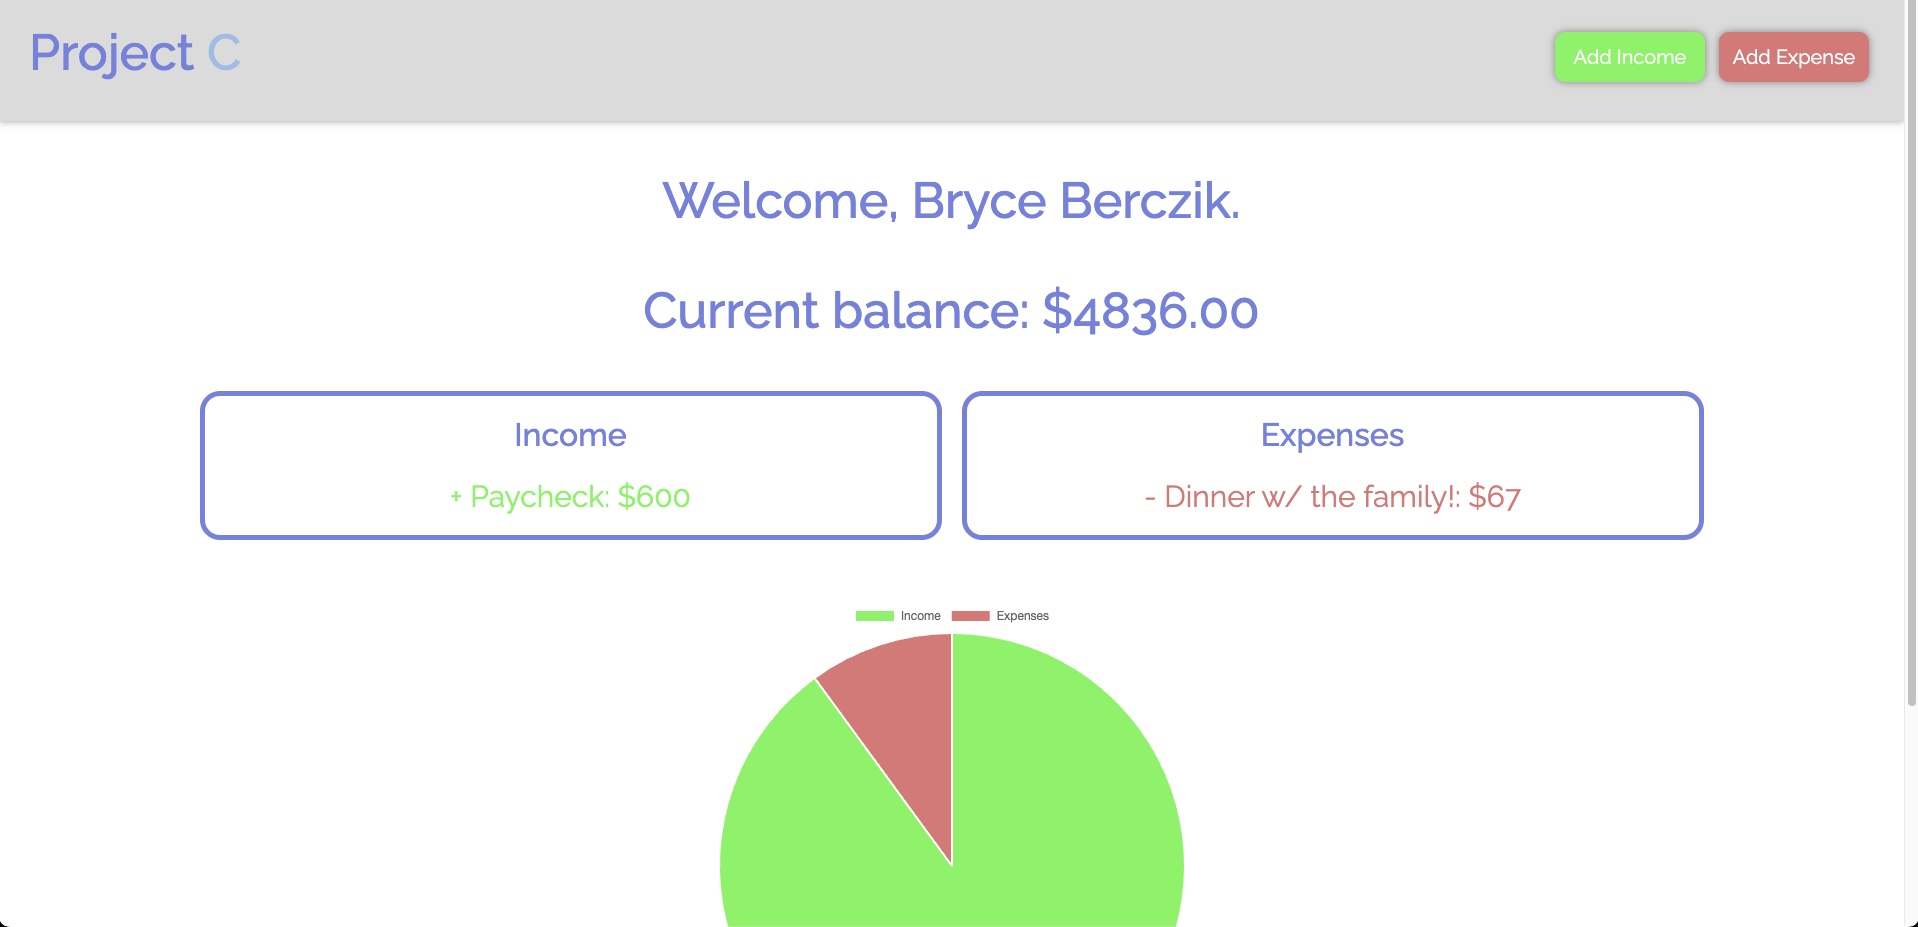 Project C
Add Income
Add Expense
Welcome, Bryce Berczik.
Current balance: $4836.00
Income
+ Paycheck: $600
Expenses
- Dinner w/ the family!: $67
Income
Expenses